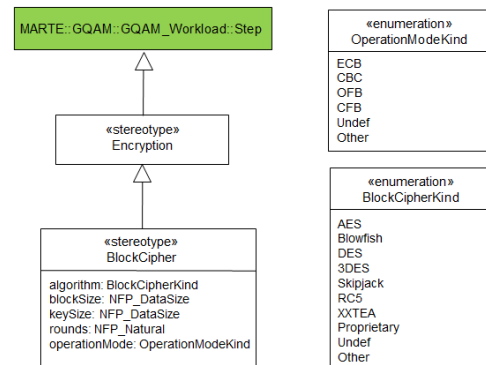 MARTE::GQAM::GQAM_Workload::Step
«stereotype»
Encryption
«stereotype»
BlockCipher
algorithm: BlockCipherKind
blockSize: NFP_DataSize
keySize: NFP_DataSize
rounds: NFP_Natural
operationMode: OperationModeKind
«enumeration»
OperationModeKind
ECB
CBC
OFB
CFB
Undef
Other
«enumeration»
BlockCipherKind
AES
Blowfish
DES
3DES
Skipjack
RC5
XXTEA
Proprietary
Undef
Other